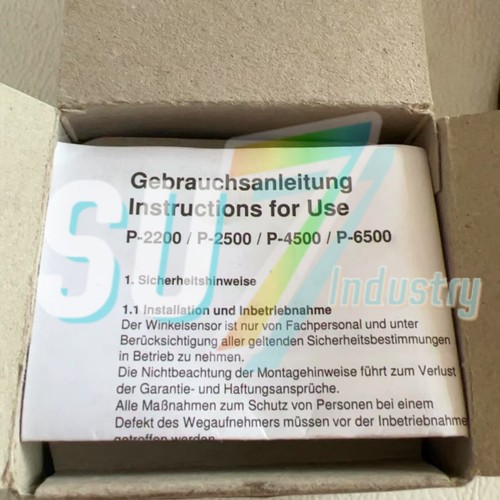 Gebrauchsanleitung
Instructions for Use
P-2200 / P-2500 / P-4500 / P-6500
1. Sicherheitshinweise
1.1 Installation und Inbetriebnahme
Der Winkelsensor ist nur von Fachpersonal und unter
Berücksichtigung aller geltenden Sicherheitsbestimmungen
in Betrieb zu nehmen.
Die Nichtbeachtung der Montagehinweise führt zum Verlust
der Garantie- und Haftungsansprüche.
Alle Maßnahmen zum Schutz von Personen bei einem
Defekt des Wegaufnehmers müssen vor der Inbetriebnahme
getroffen werden.
SU7
Industry